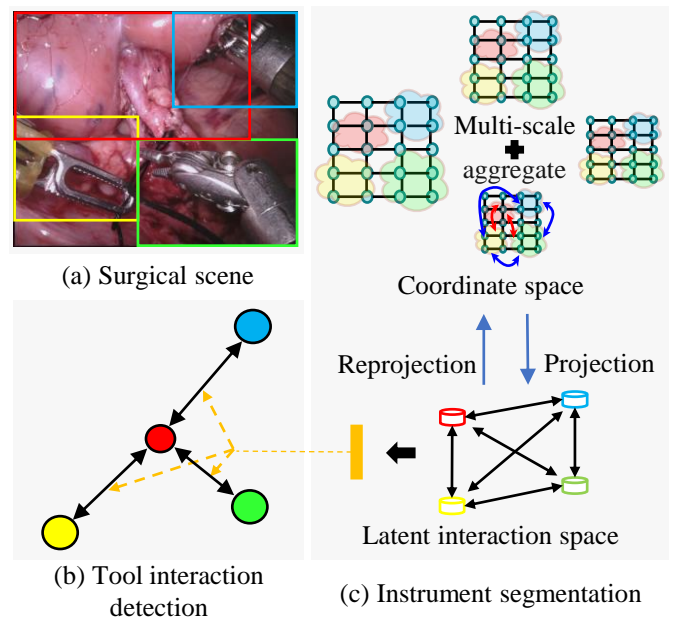 (a) Surgical scene
(b) Tool interaction
detection
Multi-scale
aggregate
Coordinate space
Reprojection
Projection
Latent interaction space
(c) Instrument segmentation